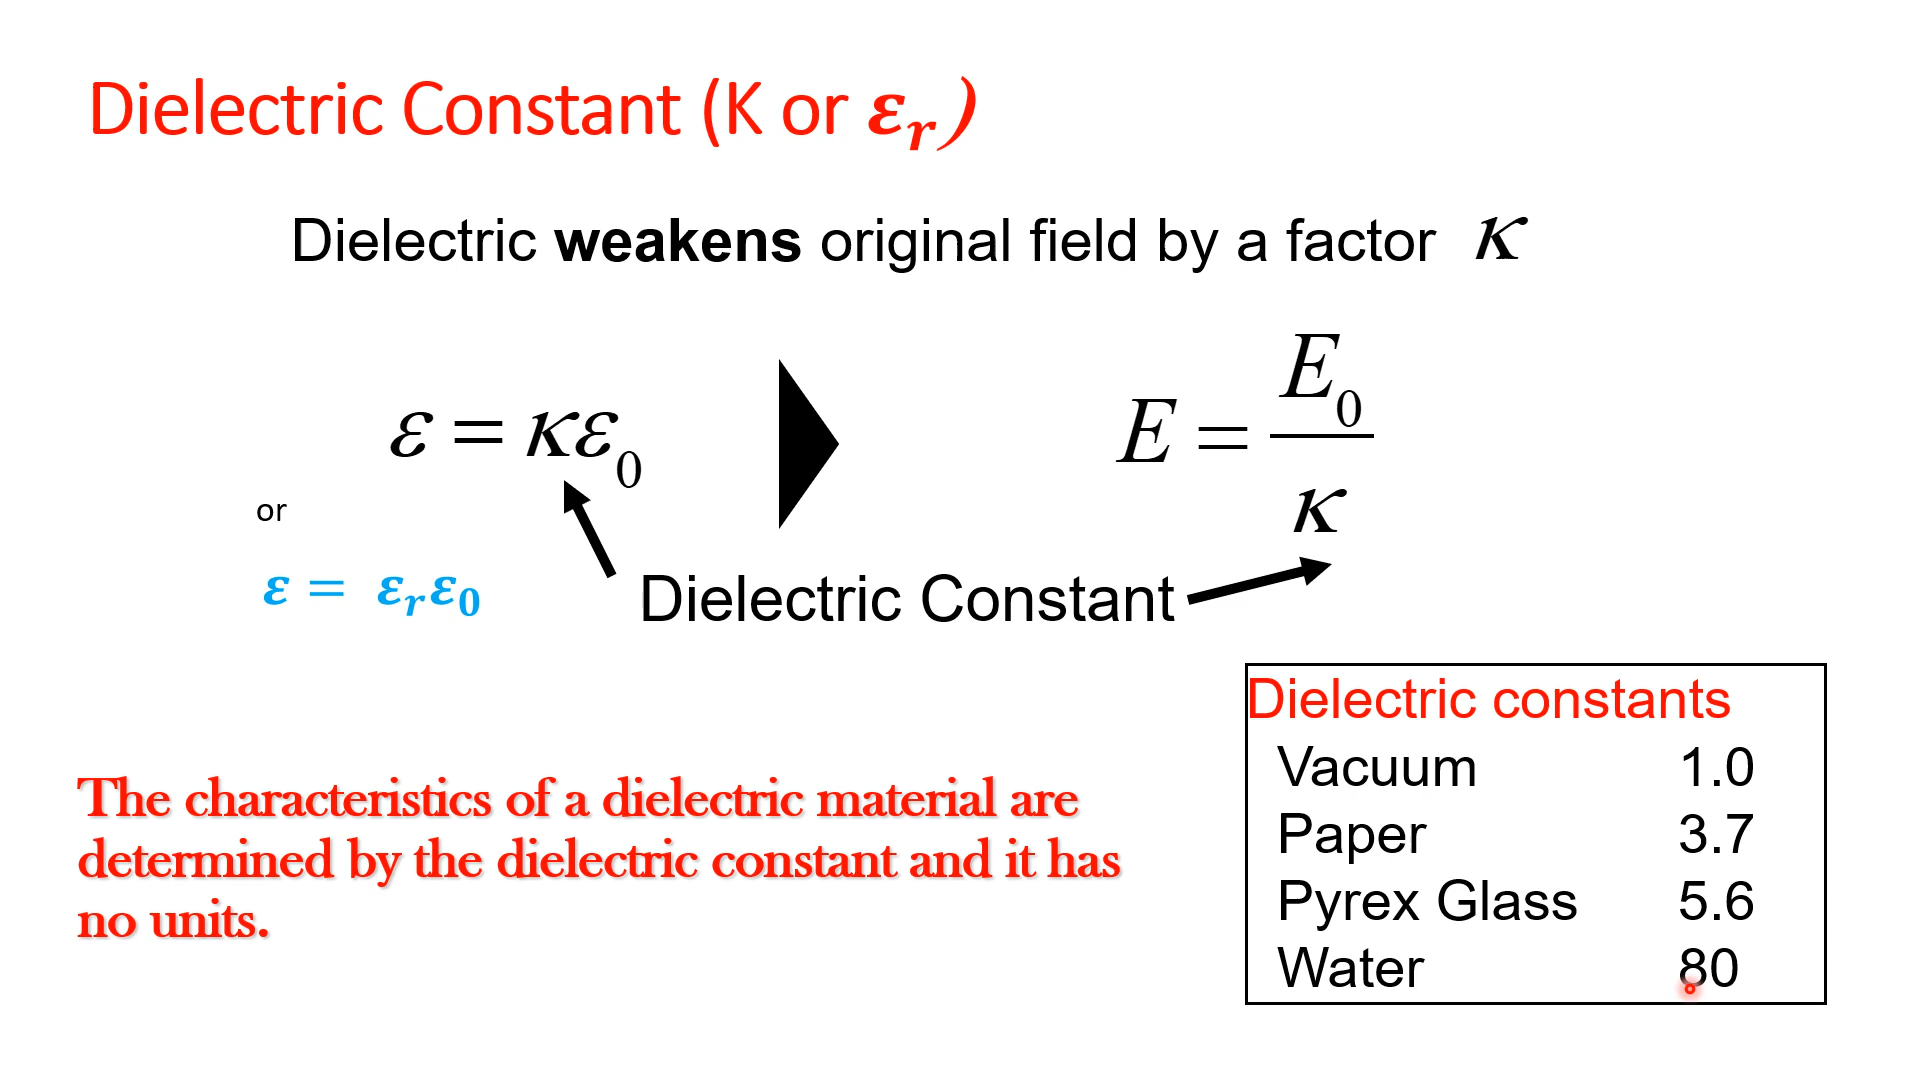 Dielectric Constant (K or 𝜺ᵣ)
Dielectric weakens original field by a factor κ
ε = κε₀
E = E₀ / κ
or
𝜺 = 𝜺ᵣ𝜺₀
Dielectric Constant
Dielectric constants
Vacuum 1.0
Paper 3.7
Pyrex Glass 5.6
Water 80
The characteristics of a dielectric material are
determined by the dielectric constant and it has
no units.